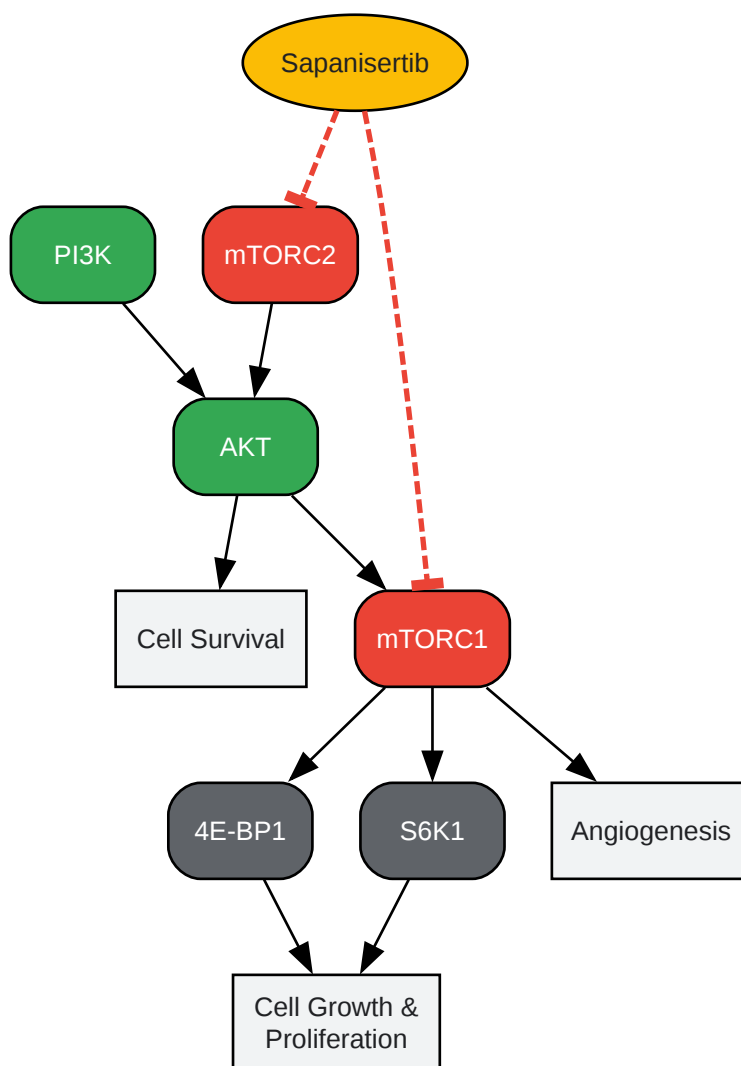 Sapanisertib
PI3K
mTORC2
AKT
Cell Survival
mTORC1
4E-BP1
S6K1
Angiogenesis
Cell Growth &
Proliferation